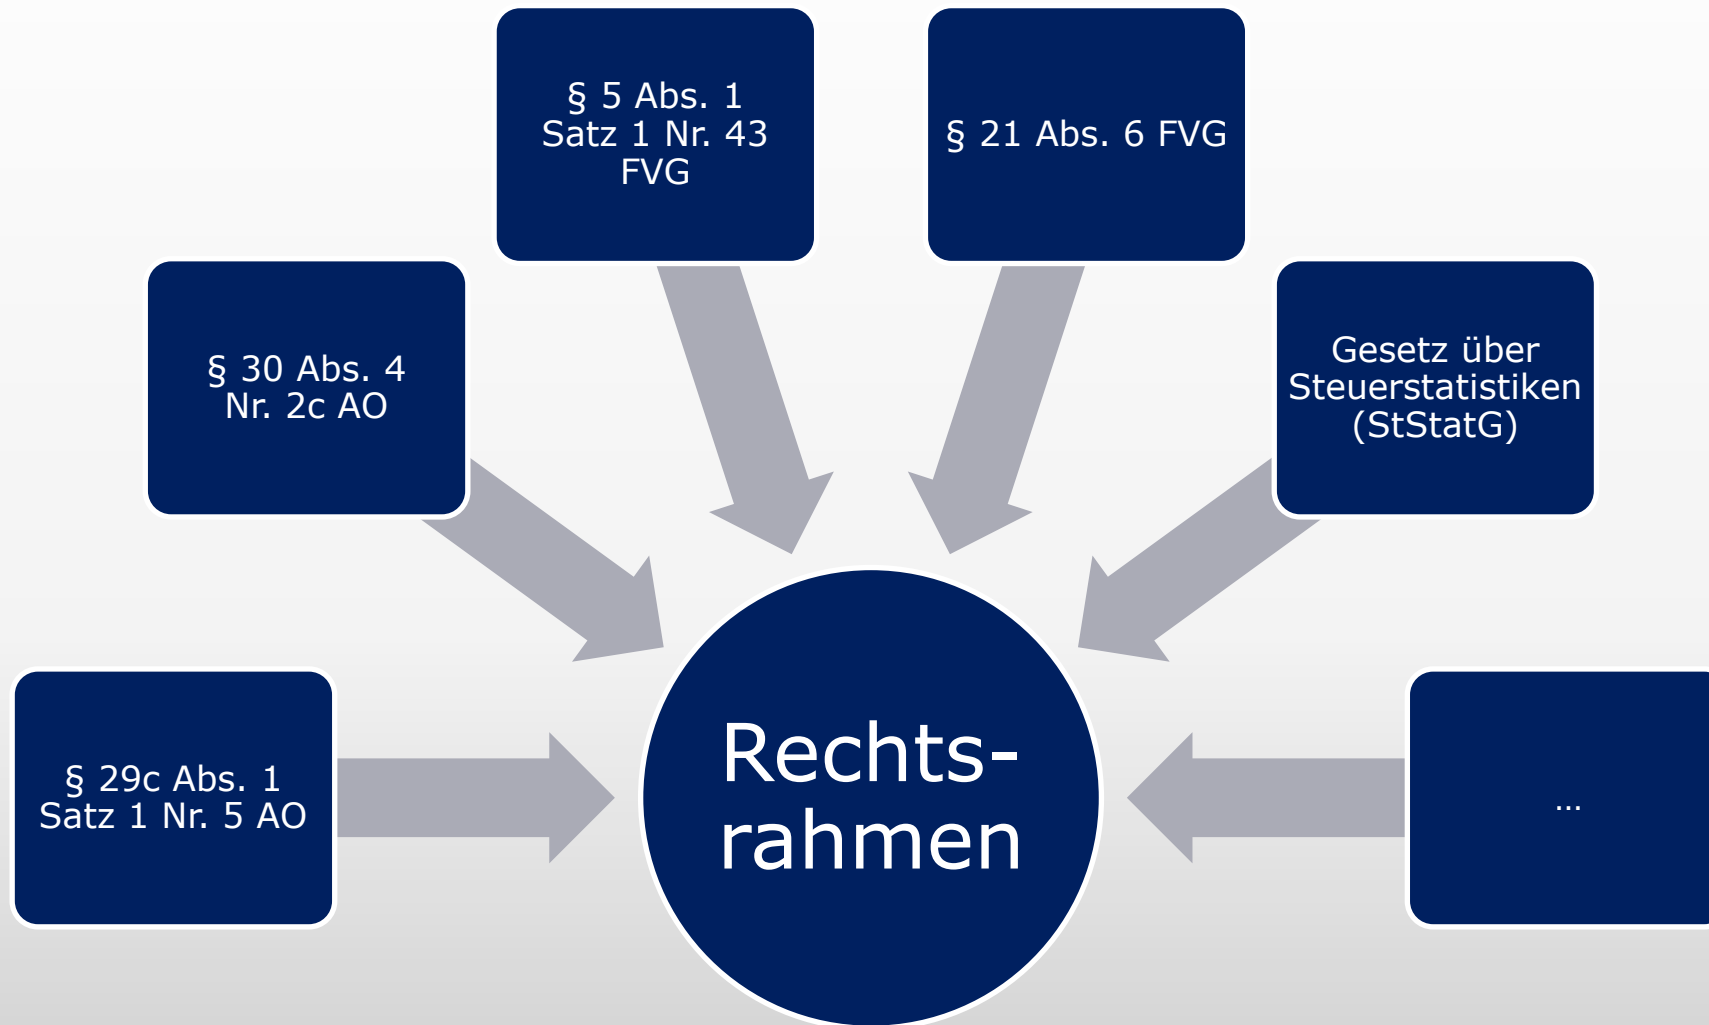 § 5 Abs. 1
Satz 1 Nr. 43
FVG
§ 21 Abs. 6 FVG
§ 30 Abs. 4
Nr. 2c AO
Gesetz über
Steuerstatistiken
(StStatG)
§ 29c Abs. 1
Satz 1 Nr. 5 AO
Rechts-
rahmen
...